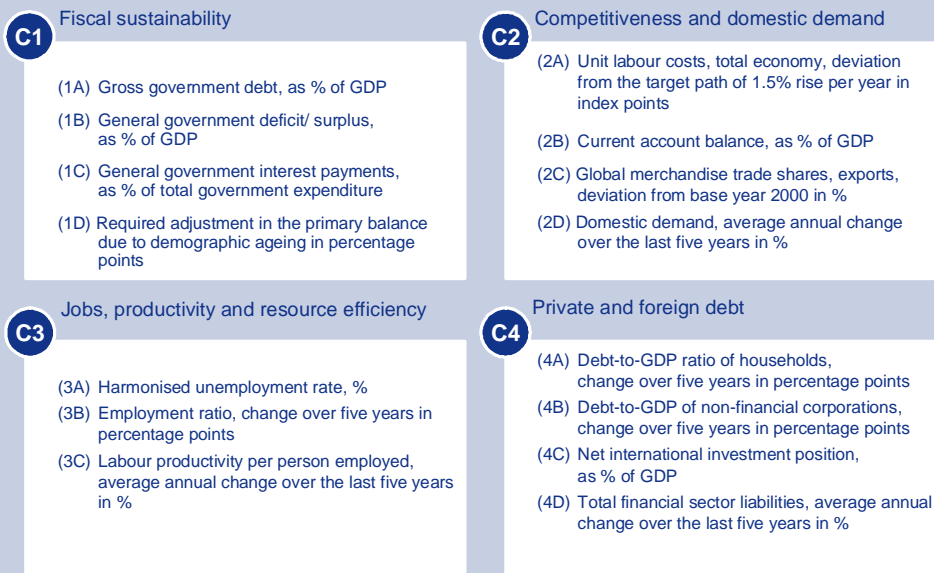 C1
Fiscal sustainability
(1A) Gross government debt, as % of GDP
(1B) General government deficit/ surplus,
as % of GDP
(1C) General government interest payments,
as % of total government expenditure
(1D) Required adjustment in the primary balance
due to demographic ageing in percentage
points
C2
Competitiveness and domestic demand
(2A) Unit labour costs, total economy, deviation
from the target path of 1.5% rise per year in
index points
(2B) Current account balance, as % of GDP
(2C) Global merchandise trade shares, exports,
deviation from base year 2000 in %
(2D) Domestic demand, average annual change
over the last five years in %
C3
Jobs, productivity and resource efficiency
(3A) Harmonised unemployment rate, %
(3B) Employment ratio, change over five years in
percentage points
(3C) Labour productivity per person employed,
average annual change over the last five years
in %
C4
Private and foreign debt
(4A) Debt-to-GDP ratio of households,
change over five years in percentage points
(4B) Debt-to-GDP of non-financial corporations,
change over five years in percentage points
(4C) Net international investment position,
as % of GDP
(4D) Total financial sector liabilities, average annual
change over the last five years in %